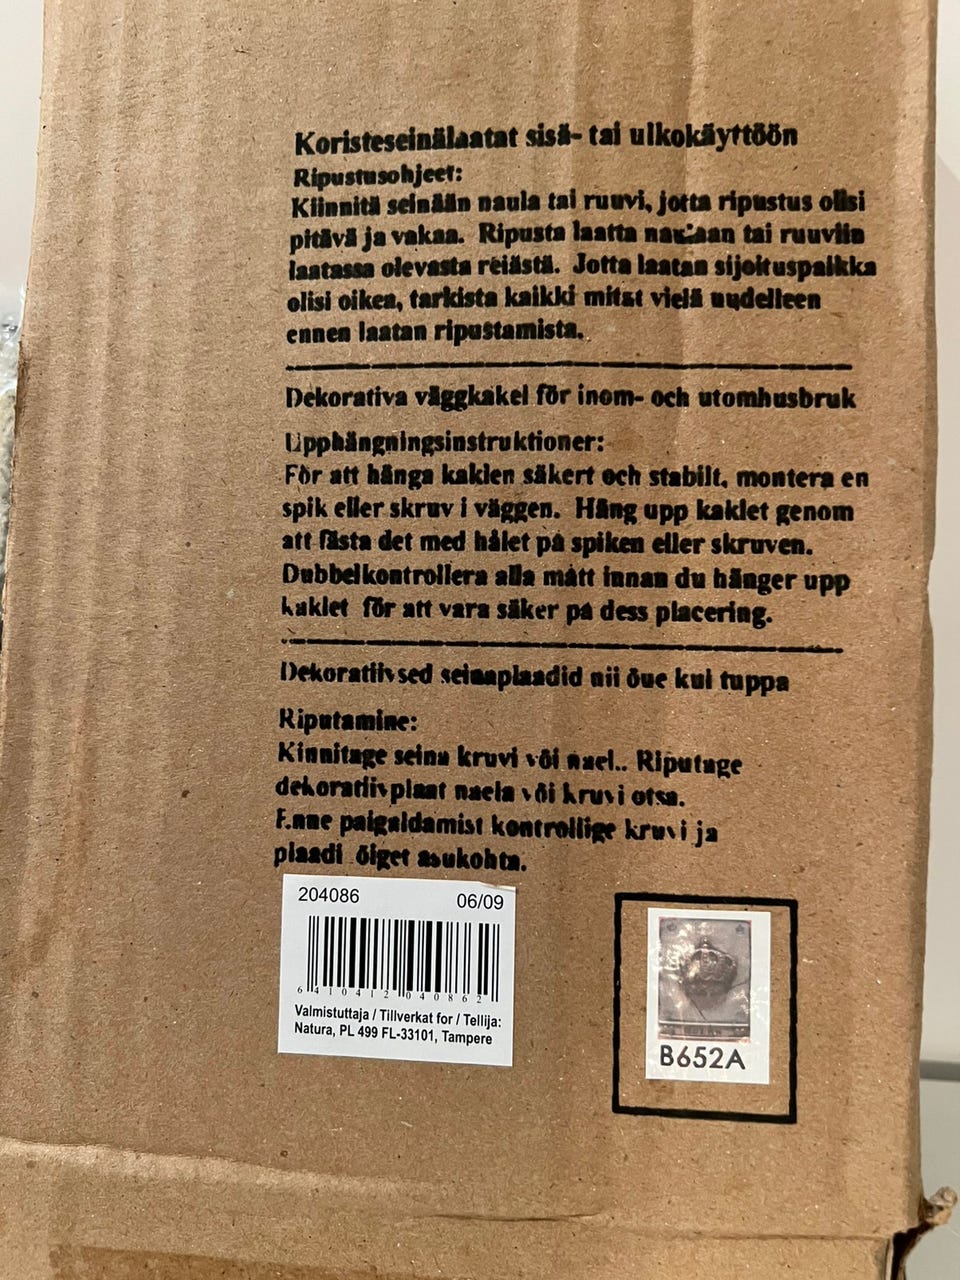 Koristeseinälaatat sisä- tai ulkokäyttöön
Ripustusohjeet:
Kiinnitä seinään naula tai ruuvi, jotta ripustus olisi
pitävä ja vakaa. Ripusta laatta naulaan tai ruuviin
laatassa olevasta reiästä. Jotta laatan sijoituspaikka
olisi oikea, tarkista kaikki mitat vielä uudelleen
ennen laatan ripustamista.
Dekorativa väggkakel för inom- och utomhusbruk
Upphängningsinstruktioner:
För att hänga kaklen säkert och stabilt, montera en
spik eller skruv i väggen. Häng upp kaklet genom
att fästa det med hålet på spiken eller skruven.
Dubbelkontrollera alla mått innan du hänger upp
kaklet för att vara säker på dess placering.
Dekoratiivsed seinaplaadid nii õue kui tuppa
Riputamine:
Kinnitage seina kruvi või nael.. Riputage
dekoratiivplaat naela või kruvi otsa.
Enne paigaldamist kontrollige kruvi ja
plaadi õiget asukohta.
204086 06/09
6 410412 040862
Valmistuttaja / Tillverkat for / Tellija:
Natura, PL 499 FL-33101, Tampere
B652A